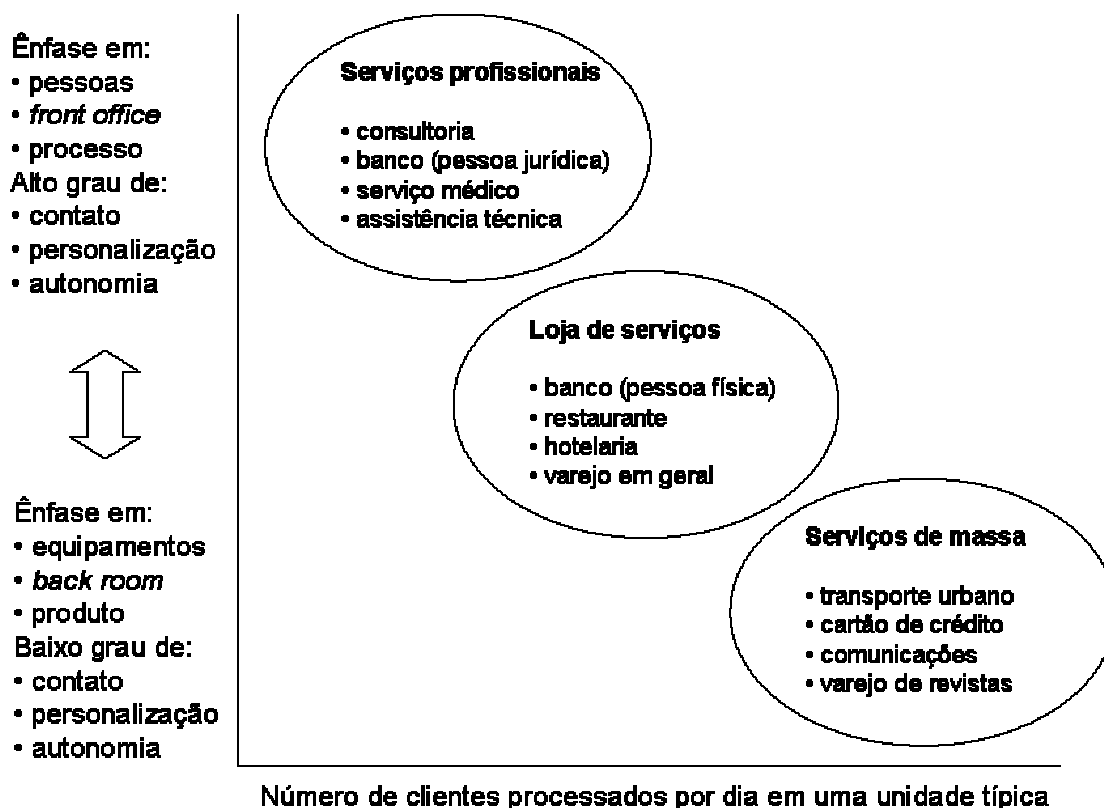 Ênfase em:
• pessoas
• front office
• processo
Alto grau de:
• contato
• personalização
• autonomia
Ênfase em:
• equipamentos
• back room
• produto
Baixo grau de:
• contato
• personalização
• autonomia
Serviços profissionais
• consultoria
• banco (pessoa jurídica)
• serviço médico
• assistência técnica
Loja de serviços
• banco (pessoa física)
• restaurante
• hotelaria
• varejo em geral
Serviços de massa
• transporte urbano
• cartão de crédito
• comunicações
• varejo de revistas
Número de clientes processados por dia em uma unidade típica